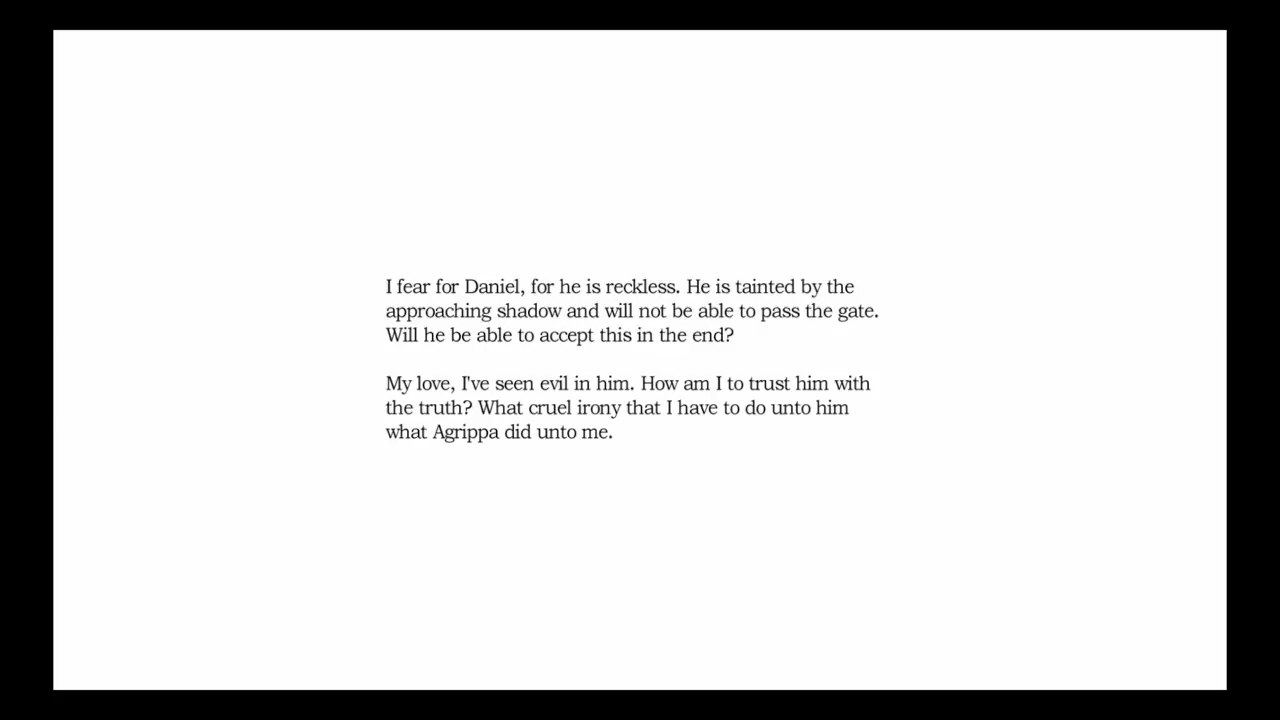 I fear for Daniel, for he is reckless. He is tainted by the
approaching shadow and will not be able to pass the gate.
Will he be able to accept this in the end?
My love, I've seen evil in him. How am I to trust him with
the truth? What cruel irony that I have to do unto him
what Agrippa did unto me.